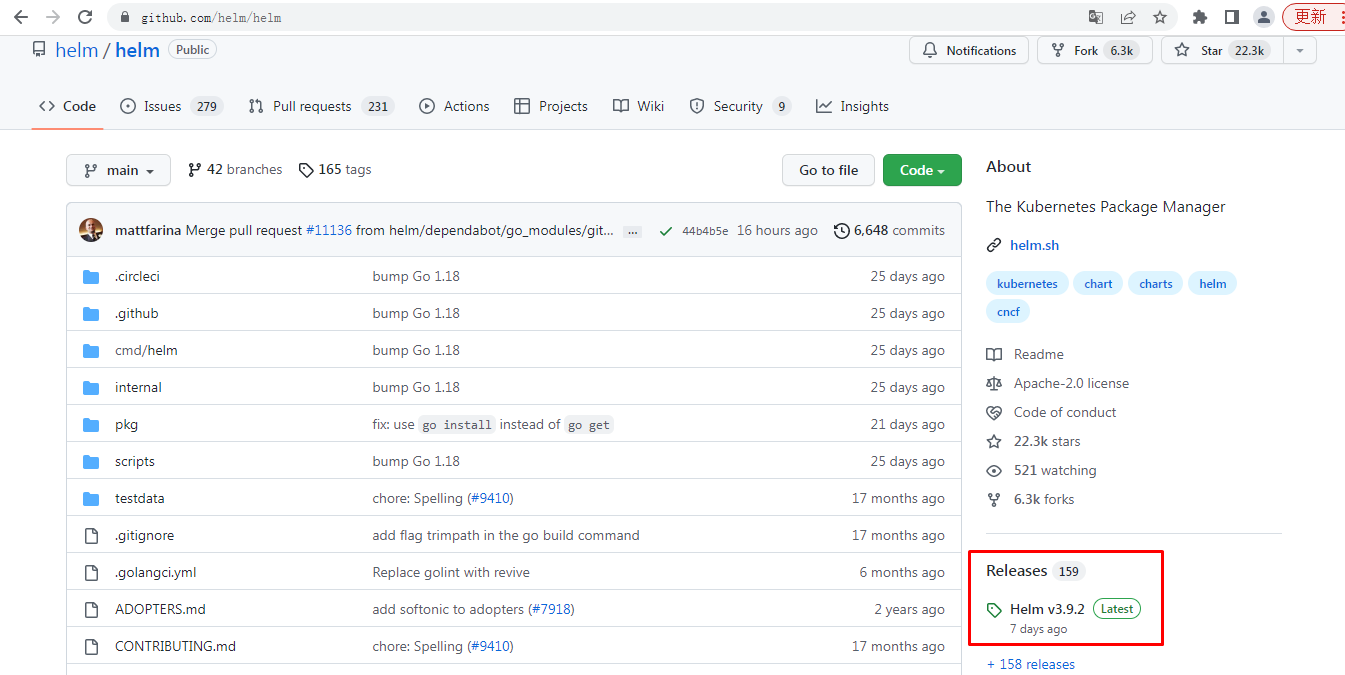 github.com/helm/helm
更新
helm / helm Public
Notifications Fork 6.3k Star 22.3k
Code Issues 279 Pull requests 231 Actions Projects Wiki Security 9 Insights
main 42 branches 165 tags Go to file Code
mattfarina Merge pull request #11136 from helm/dependabot/go_modules/git... ... 44b4b5e 16 hours ago 6,648 commits
.circleci bump Go 1.18 25 days ago
.github bump Go 1.18 25 days ago
cmd/helm bump Go 1.18 25 days ago
internal bump Go 1.18 25 days ago
pkg fix: use go install instead of go get 21 days ago
scripts bump Go 1.18 25 days ago
testdata chore: Spelling (#9410) 17 months ago
.gitignore add flag trimpath in the go build command 17 months ago
.golangci.yml Replace golint with revive 6 months ago
ADOPTERS.md add softonic to adopters (#7918) 2 years ago
CONTRIBUTING.md chore: Spelling (#9410) 17 months ago
About
The Kubernetes Package Manager
helm.sh
kubernetes chart charts helm
cncf
Readme
Apache-2.0 license
Code of conduct
22.3k stars
521 watching
6.3k forks
Releases 159
Helm v3.9.2 Latest
7 days ago
+ 158 releases